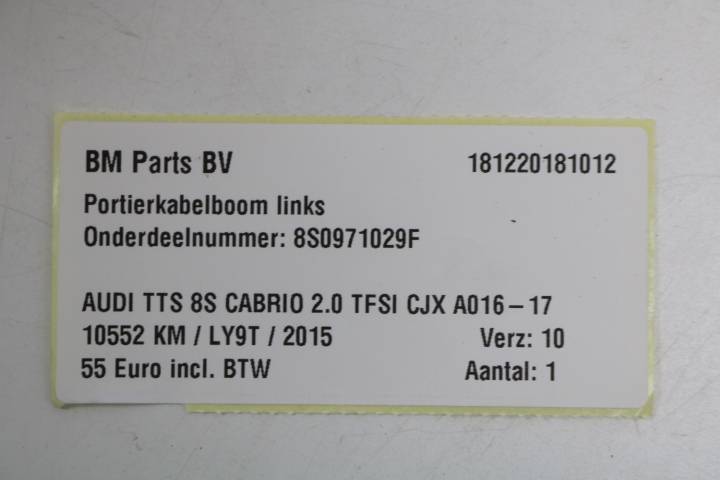 BM Parts BV 181220181012
Portierkabelboom links
Onderdeelnummer: 8S0971029F
AUDI TTS 8S CABRIO 2.0 TFSI CJX A016-17
10552 KM / LY9T / 2015 Verz: 10
55 Euro incl. BTW Aantal: 1